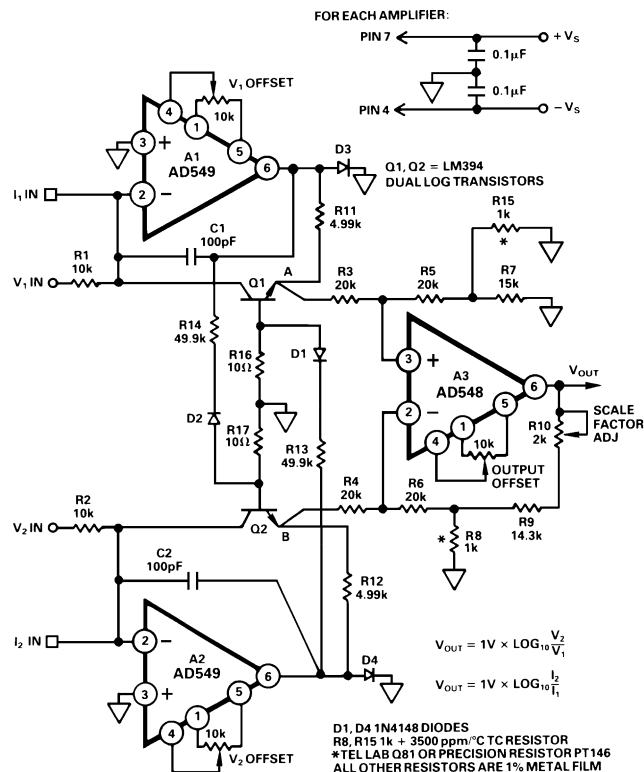 FOR EACH AMPLIFIER:
PIN 7
+VS
0.1µF
0.1µF
PIN 4
−VS
V1 OFFSET
10k
4
1
5
3
+
A1
AD549
6
2
−
I1 IN
D3
Q1, Q2 = LM394
DUAL LOG TRANSISTORS
R11
4.99k
R15
1k
*
C1
100pF
R1
10k
V1 IN
Q1
A
R3
20k
R5
20k
R7
15k
R14
49.9k
R16
10Ω
D1
3
+
A3
AD548
6
VOUT
2
−
5
1
4
10k
OUTPUT
OFFSET
R10
2k
SCALE
FACTOR
ADJ
D2
R17
10Ω
R13
49.9k
R2
10k
V2 IN
Q2
B
R4
20k
R6
20k
R9
14.3k
*
R8
1k
C2
100pF
R12
4.99k
I2 IN
2
−
A2
AD549
6
3
+
5
1
4
10k
V2 OFFSET
D4
VOUT = 1V × LOG10 V2/V1
VOUT = 1V × LOG10 I2/I1
D1, D4 1N4148 DIODES
R8, R15 1k + 3500 ppm/°C TC RESISTOR
*TEL LAB Q81 OR PRECISION RESISTOR PT146
ALL OTHER RESISTORS ARE 1% METAL FILM